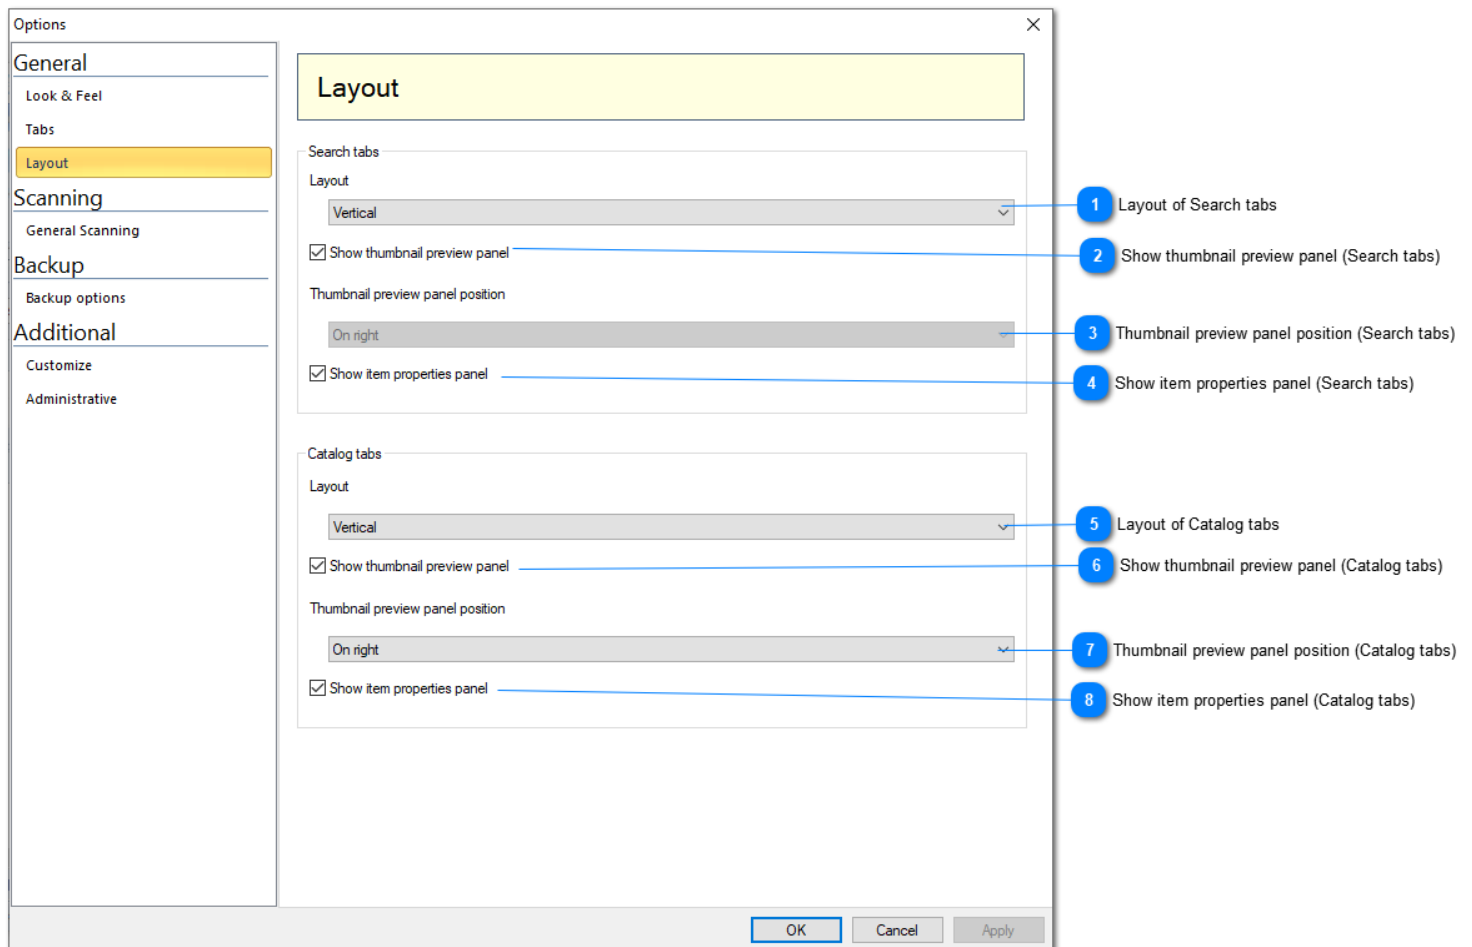 Options
General
Look & Feel
Tabs
Layout
Scanning
General Scanning
Backup
Backup options
Additional
Customize
Administrative
Layout
Search tabs
Layout
Vertical
Show thumbnail preview panel
Thumbnail preview panel position
On right
Show item properties panel
Catalog tabs
Layout
Vertical
Show thumbnail preview panel
Thumbnail preview panel position
On right
Show item properties panel
OK Cancel Apply
1 Layout of Search tabs
2 Show thumbnail preview panel (Search tabs)
3 Thumbnail preview panel position (Search tabs)
4 Show item properties panel (Search tabs)
5 Layout of Catalog tabs
6 Show thumbnail preview panel (Catalog tabs)
7 Thumbnail preview panel position (Catalog tabs)
8 Show item properties panel (Catalog tabs)